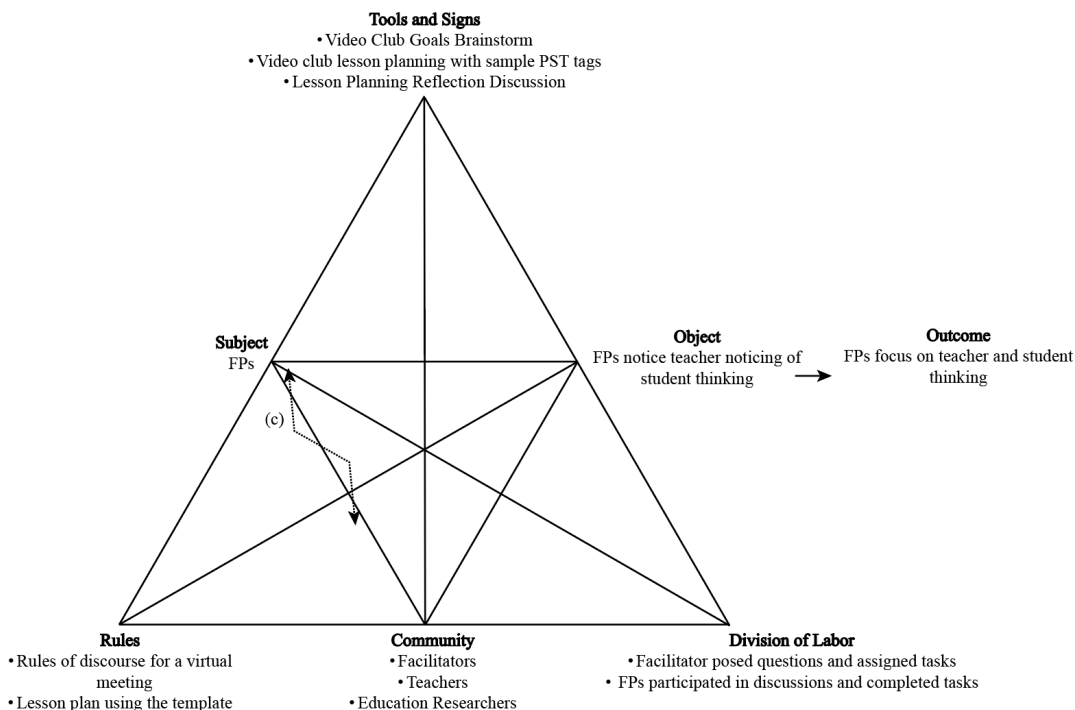 Tools and Signs
• Video Club Goals Brainstorm
• Video club lesson planning with sample PST tags
• Lesson Planning Reflection Discussion
Subject
FPs
Object
FPs notice teacher noticing of
student thinking
Outcome
FPs focus on teacher and student
thinking
(c)
Rules
• Rules of discourse for a virtual
meeting
• Lesson plan using the template
Community
• Facilitators
• Teachers
• Education Researchers
Division of Labor
• Facilitator posed questions and assigned tasks
• FPs participated in discussions and completed tasks